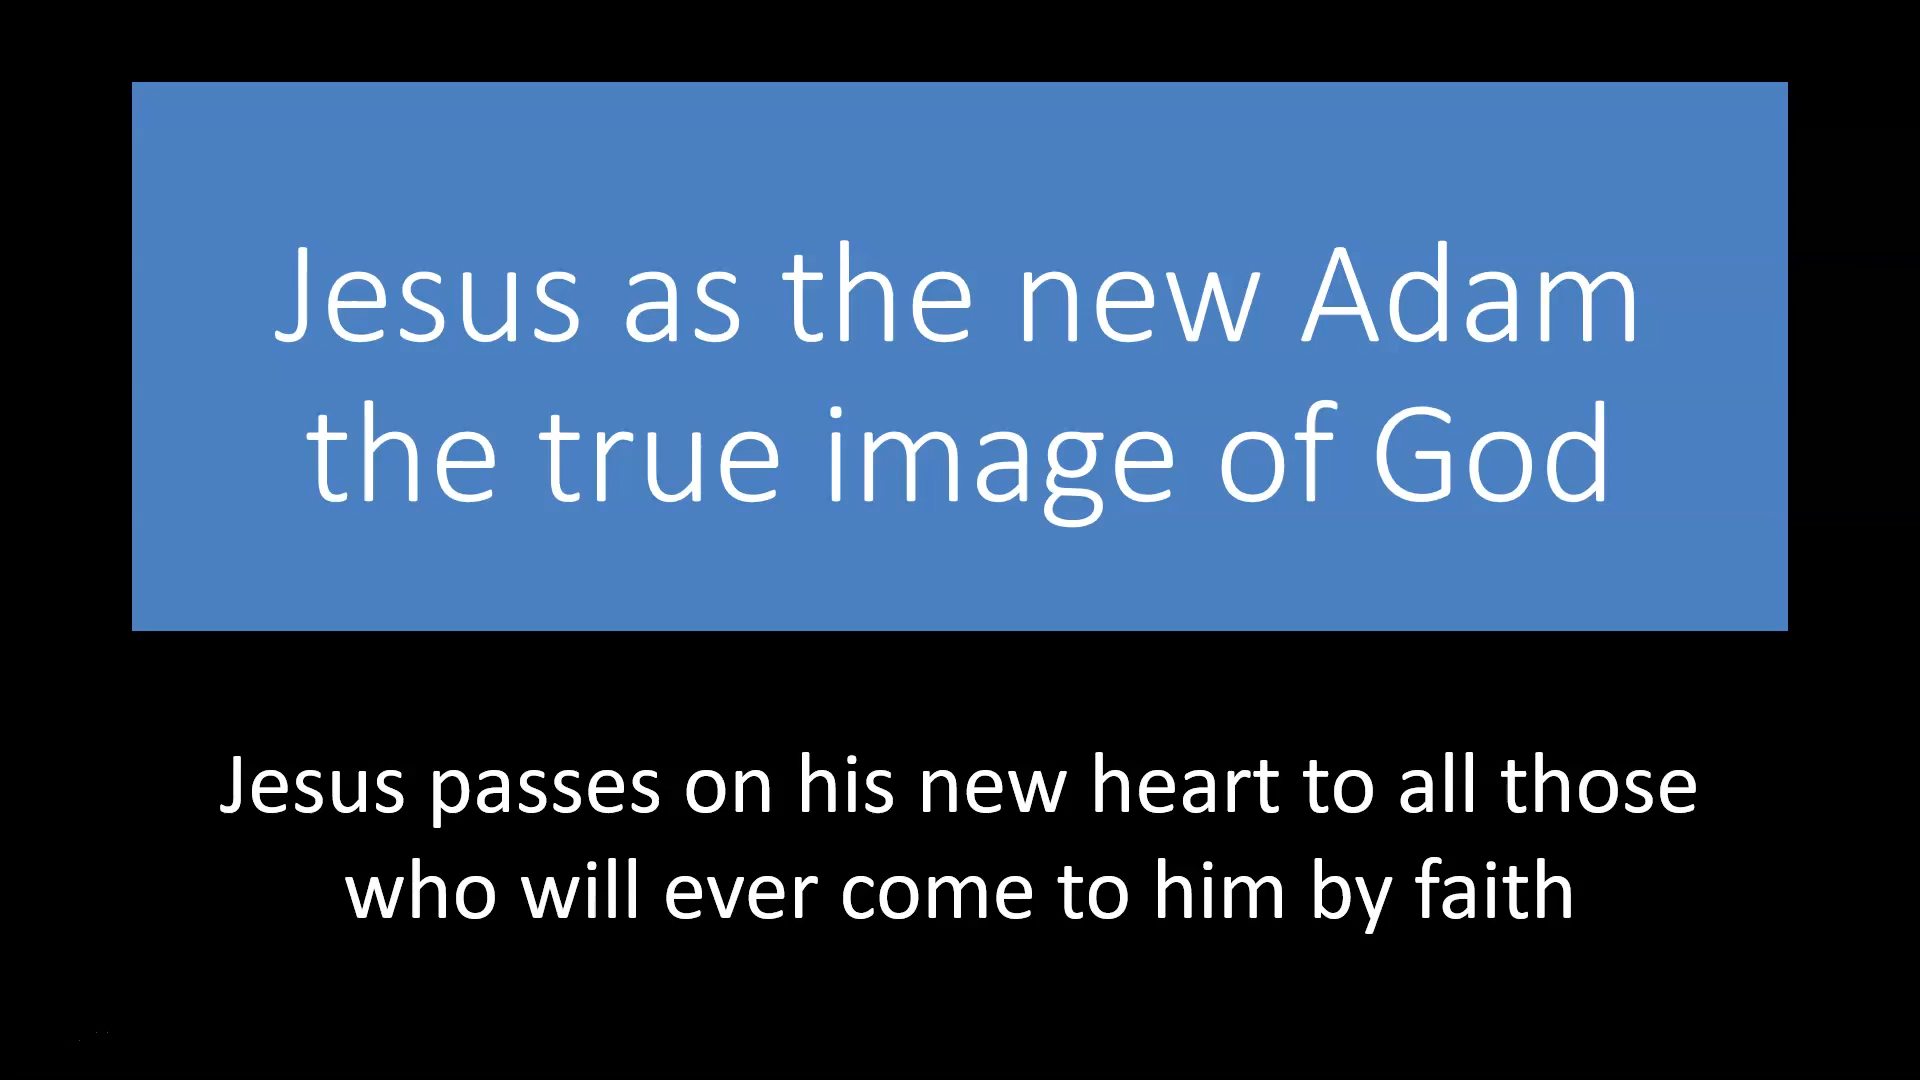 Jesus as the new Adam
the true image of God
Jesus passes on his new heart to all those
who will ever come to him by faith